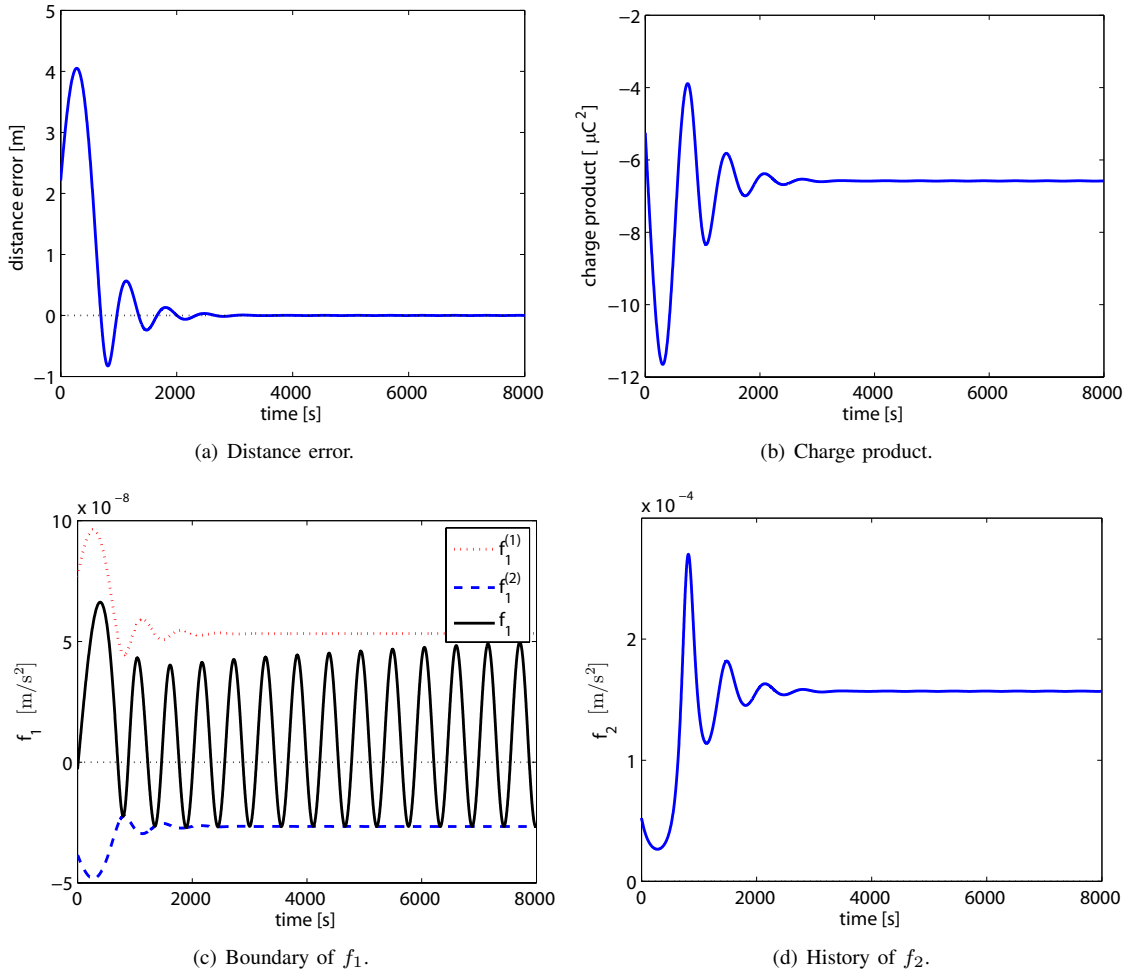 5
4
3
2
1
0
−1
0
2000
4000
6000
8000
distance error [m]
time [s]
(a) Distance error.
−2
−4
−6
−8
−10
−12
0
2000
4000
6000
8000
charge product [ μC⁻²]
time [s]
(b) Charge product.
x 10⁻⁸
10
5
0
−5
0
2000
4000
6000
8000
f₁ [m/s²]
f₁⁽¹⁾
f₁⁽²⁾
f₁
time [s]
(c) Boundary of f₁.
x 10⁻⁴
3
2
1
0
0
2000
4000
6000
8000
f₂ [m/s²]
time [s]
(d) History of f₂.